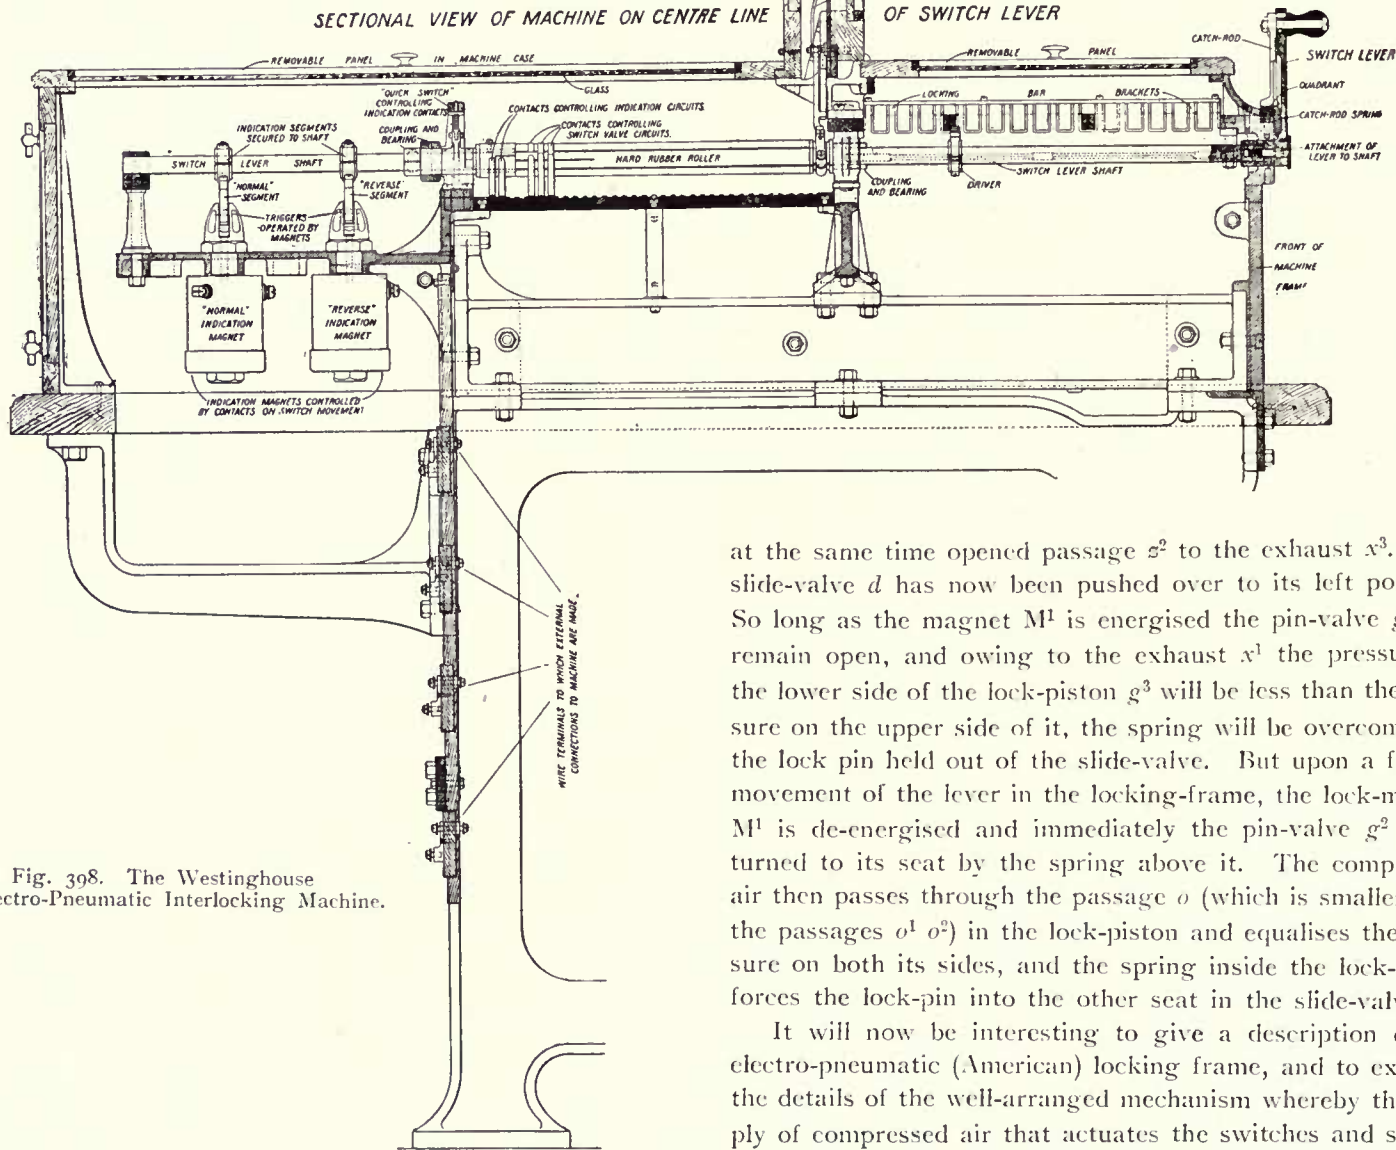 SECTIONAL VIEW OF MACHINE ON CENTRE LINE OF SWITCH LEVER
CATCH-ROD
SWITCH LEVER
REMOVABLE PANEL IN MACHINE CASE
REMOVABLE PANEL
GLASS
QUADRANT
"QUICK SWITCH"
CONTROLLING
INDICATION CONTACTS
LOCKING BAR BRACKETS
CONTACTS CONTROLLING INDICATION CIRCUITS
CATCH-ROD SPRING
CONTACTS CONTROLLING
SWITCH VALVE CIRCUITS.
INDICATION SEGMENTS
SECURED TO SHAFT
COUPLING AND
BEARING
ATTACHMENT OF
LEVER TO SHAFT
SWITCH LEVER SHAFT
HARD RUBBER ROLLER
SWITCH LEVER SHAFT
DRIVER
COUPLING
AND BEARING
"NORMAL"
SEGMENT
"REVERSE"
SEGMENT
TRIGGERS
OPERATED BY
MAGNETS
FRONT OF
MACHINE
FRAME
"NORMAL"
INDICATION
MAGNET
"REVERSE"
INDICATION
MAGNET
INDICATION MAGNETS CONTROLLED
BY CONTACTS ON SWITCH MOVEMENT
WIRE TERMINALS TO WHICH EXTERNAL
CONNECTIONS TO MACHINE ARE MADE.
Fig. 398. The Westinghouse
ctro-Pneumatic Interlocking Machine.
at the same time opened passage s² to the exhaust x³.
slide-valve d has now been pushed over to its left po
So long as the magnet M¹ is energised the pin-valve g
remain open, and owing to the exhaust x¹ the pressu
the lower side of the lock-piston g³ will be less than the
sure on the upper side of it, the spring will be overcon
the lock pin held out of the slide-valve. But upon a f
movement of the lever in the locking-frame, the lock-m
M¹ is de-energised and immediately the pin-valve g²
turned to its seat by the spring above it. The comp
air then passes through the passage o (which is smalle
the passages o¹ o²) in the lock-piston and equalises the
sure on both its sides, and the spring inside the lock-
forces the lock-pin into the other seat in the slide-val
It will now be interesting to give a description
electro-pneumatic (American) locking frame, and to ex
the details of the well-arranged mechanism whereby th
ply of compressed air that actuates the switches and s